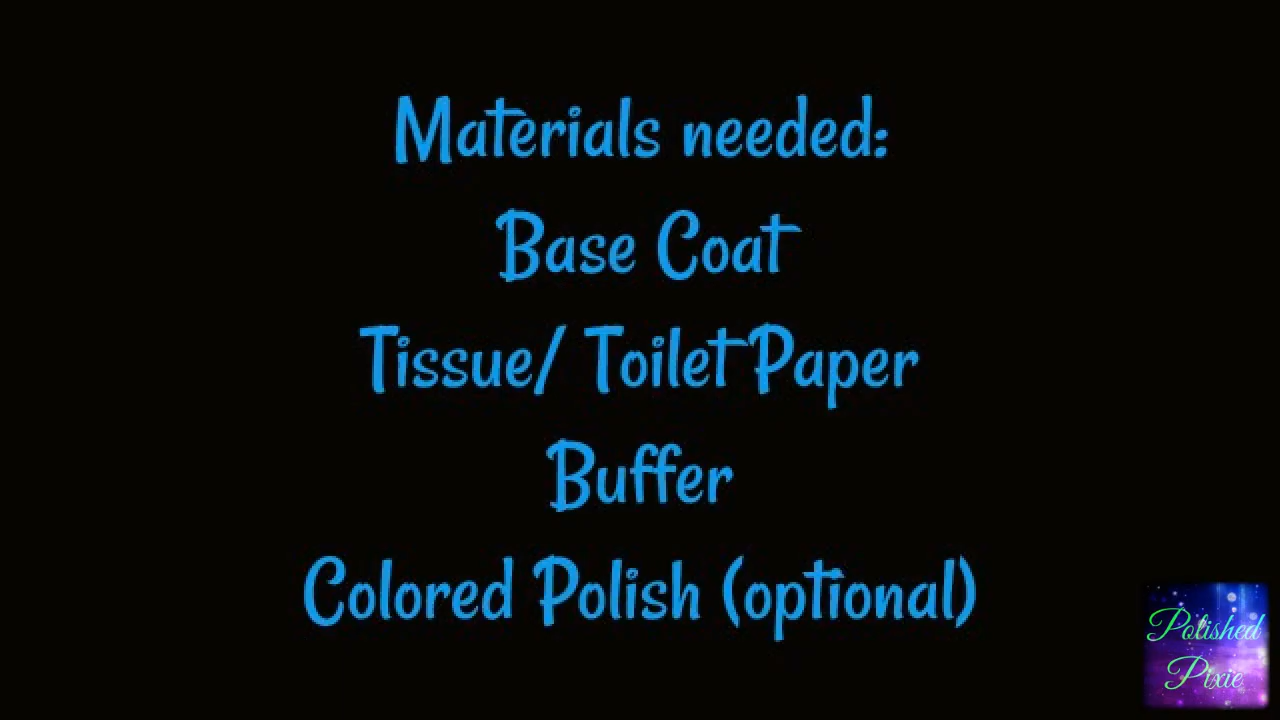 Materials needed:
Base Coat
Tissue/ Toilet Paper
Buffer
Colored Polish (optional)
Polished
Pixie